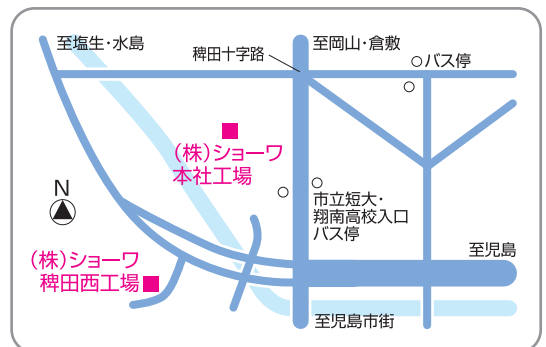 至塩生・水島
至岡山・倉敷
稗田十字路
バス停
(株)ショーワ
本社工場
N
市立短大・
翔南高校入口
バス停
至児島
(株)ショーワ
稗田西工場
至児島市街